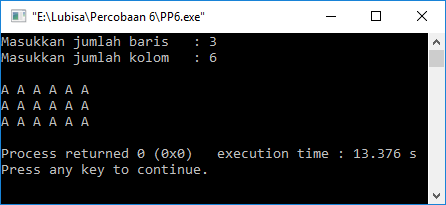 "E:\Lubisa\Percobaan 6\PP6.exe"
Masukkan jumlah baris   : 3
Masukkan jumlah kolom   : 6
A A A A A A
A A A A A A
A A A A A A
Process returned 0 (0x0)   execution time : 13.376 s
Press any key to continue.